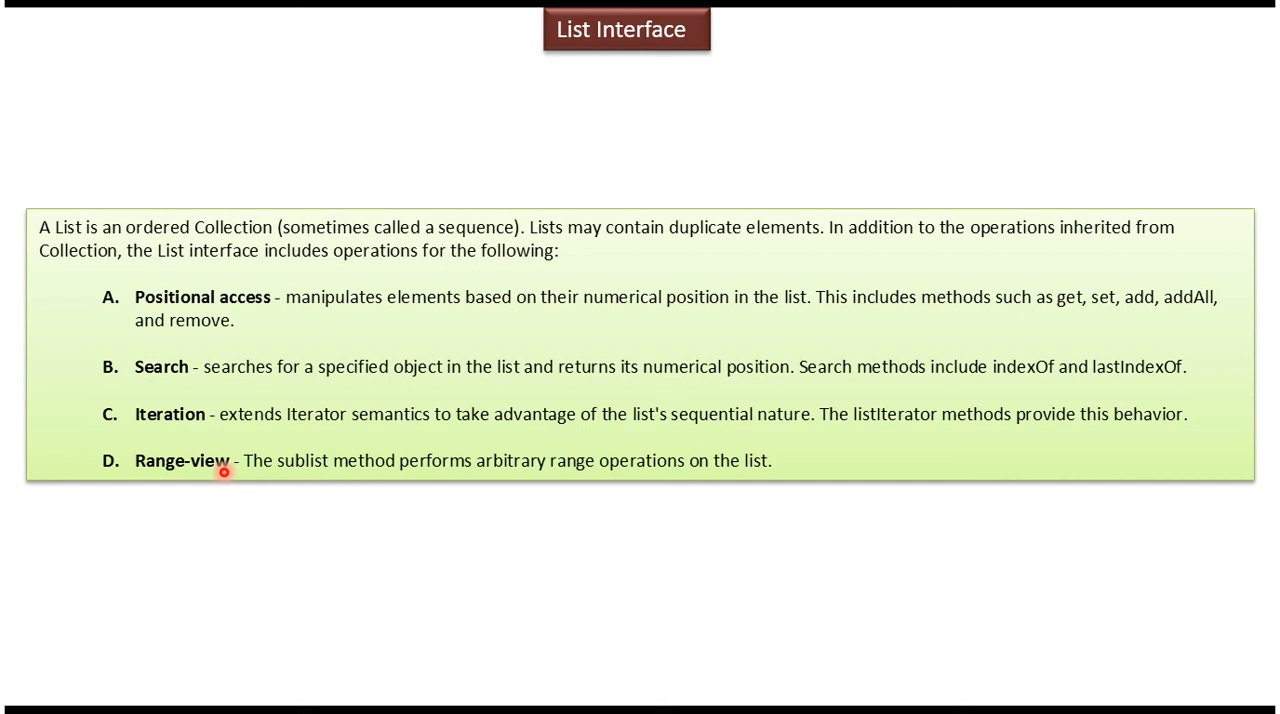 List Interface
A List is an ordered Collection (sometimes called a sequence). Lists may contain duplicate elements. In addition to the operations inherited from
Collection, the List interface includes operations for the following:
A. Positional access - manipulates elements based on their numerical position in the list. This includes methods such as get, set, add, addAll,
and remove.
B. Search - searches for a specified object in the list and returns its numerical position. Search methods include indexOf and lastIndexOf.
C. Iteration - extends Iterator semantics to take advantage of the list's sequential nature. The listIterator methods provide this behavior.
D. Range-view - The sublist method performs arbitrary range operations on the list.